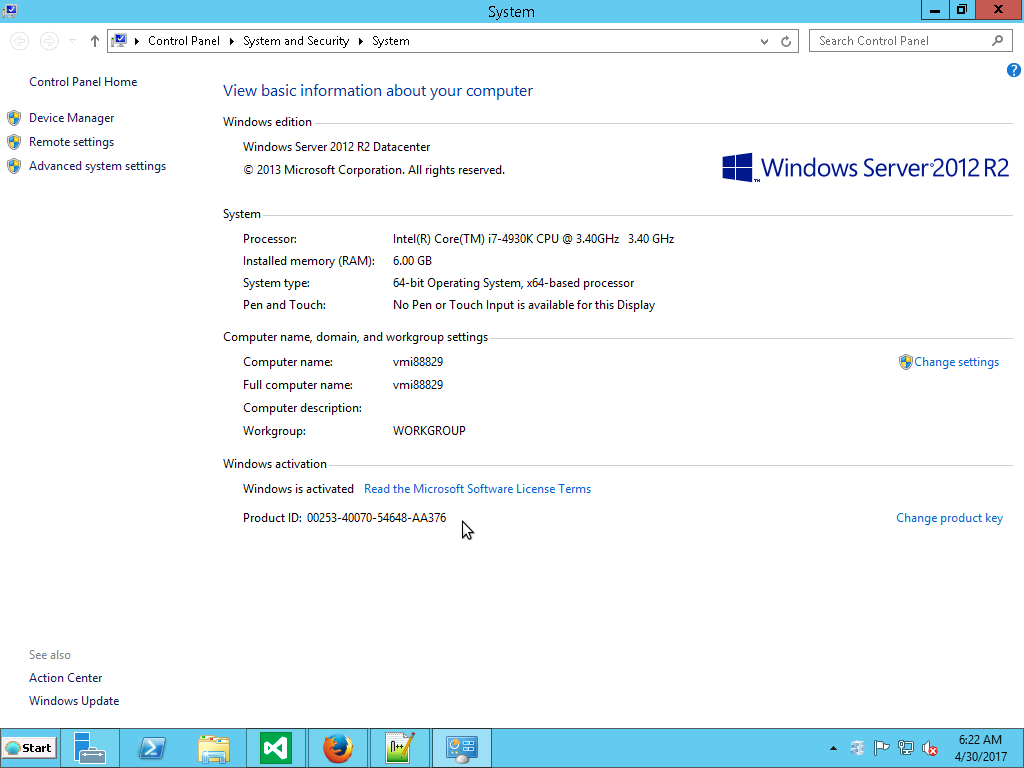 System
Control Panel System and Security System
Search Control Panel
Control Panel Home
Device Manager
Remote settings
Advanced system settings
See also
Action Center
Windows Update
View basic information about your computer
Windows edition
Windows Server 2012 R2 Datacenter
© 2013 Microsoft Corporation. All rights reserved.
Windows Server 2012 R2
System
Processor: Intel(R) Core(TM) i7-4930K CPU @ 3.40GHz 3.40 GHz
Installed memory (RAM): 6.00 GB
System type: 64-bit Operating System, x64-based processor
Pen and Touch: No Pen or Touch Input is available for this Display
Computer name, domain, and workgroup settings
Computer name: vmi88829 Change settings
Full computer name: vmi88829
Computer description:
Workgroup: WORKGROUP
Windows activation
Windows is activated Read the Microsoft Software License Terms
Product ID: 00253-40070-54648-AA376 Change product key
Start
6:22 AM
4/30/2017